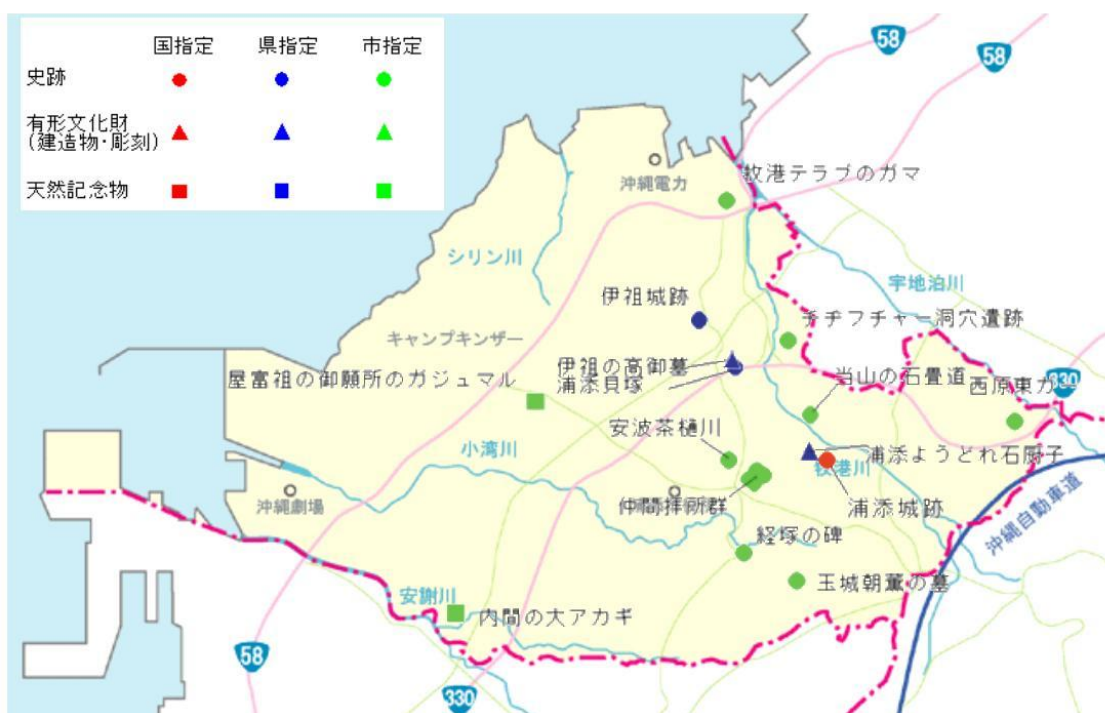 国指定 県指定 市指定
史跡
有形文化財
(建造物・彫刻)
天然記念物
58
58
牧港テラブのガマ
沖縄電力
シリン川
宇地泊川
伊祖城跡
チヂフチャー洞穴遺跡
キャンプキンザー
伊祖の高御墓
浦添貝塚
屋富祖の御願所のガジュマル
当山の石畳道
西原東ガー
330
安波茶樋川
小湾川
浦添ようどれ石厨子
牧港川
沖縄劇場
仲間拝所群
浦添城跡
沖縄自動車道
経塚の碑
玉城朝薫の墓
安謝川
内間の大アカギ
58
330